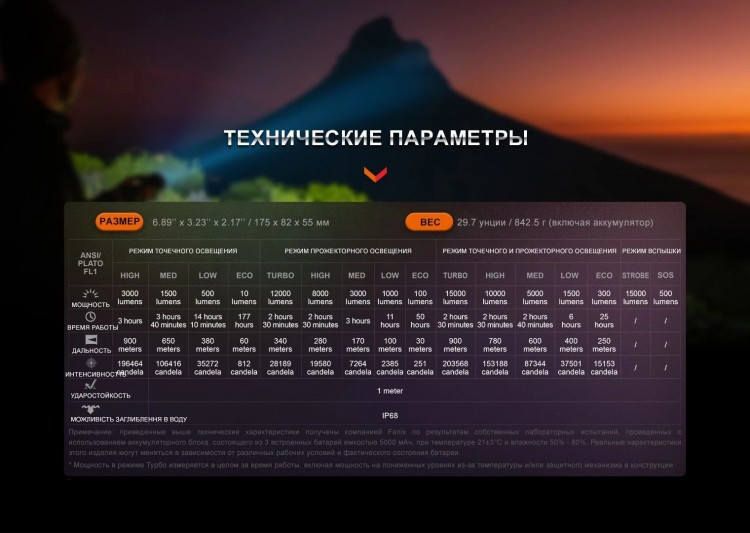 ТЕХНИЧЕСКИЕ ПАРАМЕТРЫ
РАЗМЕР 6.89'' x 3.23'' x 2.17'' / 175 x 82 x 55 мм ВЕС 29.7 унции / 842.5 г (включая аккумулятор)
ANSI/ PLATO FL1 РЕЖИМ ТОЧЕЧНОГО ОСВЕЩЕНИЯ РЕЖИМ ПРОЖЕКТОРНОГО ОСВЕЩЕНИЯ РЕЖИМ ТОЧЕЧНОГО И ПРОЖЕКТОРНОГО ОСВЕЩЕНИЯ РЕЖИМ ВСПЫШКИ
HIGH MED LOW ECO TURBO HIGH MED LOW ECO TURBO HIGH MED LOW ECO STROBE SOS
МОЩНОСТЬ 3000 lumens 1500 lumens 500 lumens 10 lumens 12000 lumens 8000 lumens 3000 lumens 1000 lumens 100 lumens 15000 lumens 10000 lumens 5000 lumens 1500 lumens 300 lumens 15000 lumens 500 lumens
ВРЕМЯ РАБОТЫ 3 hours 3 hours 40 minutes 14 hours 10 minutes 177 hours 2 hours 30 minutes 2 hours 30 minutes 3 hours 11 hours 50 hours 2 hours 30 minutes 2 hours 30 minutes 2 hours 40 minutes 6 hours 25 hours / /
ДАЛЬНОСТЬ 900 meters 650 meters 380 meters 60 meters 340 meters 280 meters 170 meters 100 meters 30 meters 900 meters 780 meters 600 meters 400 meters 250 meters / /
ИНТЕНСИВНОСТЬ 196464 candela 106416 candela 35272 candela 812 candela 28189 candela 19580 candela 7264 candela 2385 candela 251 candela 203568 candela 153188 candela 87344 candela 37501 candela 15153 candela / /
УДАРОСТОЙКОСТЬ 1 meter
МОЖЛИВІСТЬ ЗАГЛИБЛЕННЯ В ВОДУ IP68
Примечание: приведенные выше технические характеристики получены компанией Fenix по результатам собственных лабораторных испытаний, проведенных с
использованием аккумуляторного блока, состоящего из 3 встроенных батарей емкостью 5000 мАч, при температуре 21±3°C и влажности 50% - 80%. Реальные характеристики
этого изделия могут меняться в зависимости от различных рабочих условий и фактического состояния батареи.
* Мощность в режиме Турбо измеряется в целом за время работы, включая мощность на пониженных уровнях из-за температуры и/или защитного механизма в конструкции